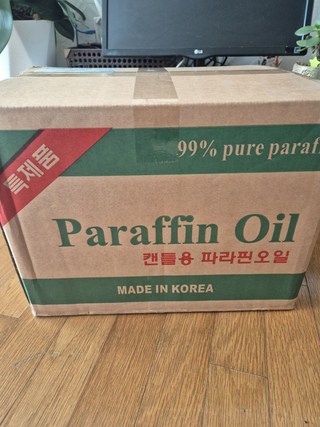 LG
특제품
99% pure paraf
Paraffin Oil
캔들용 파라핀오일
MADE IN KOREA